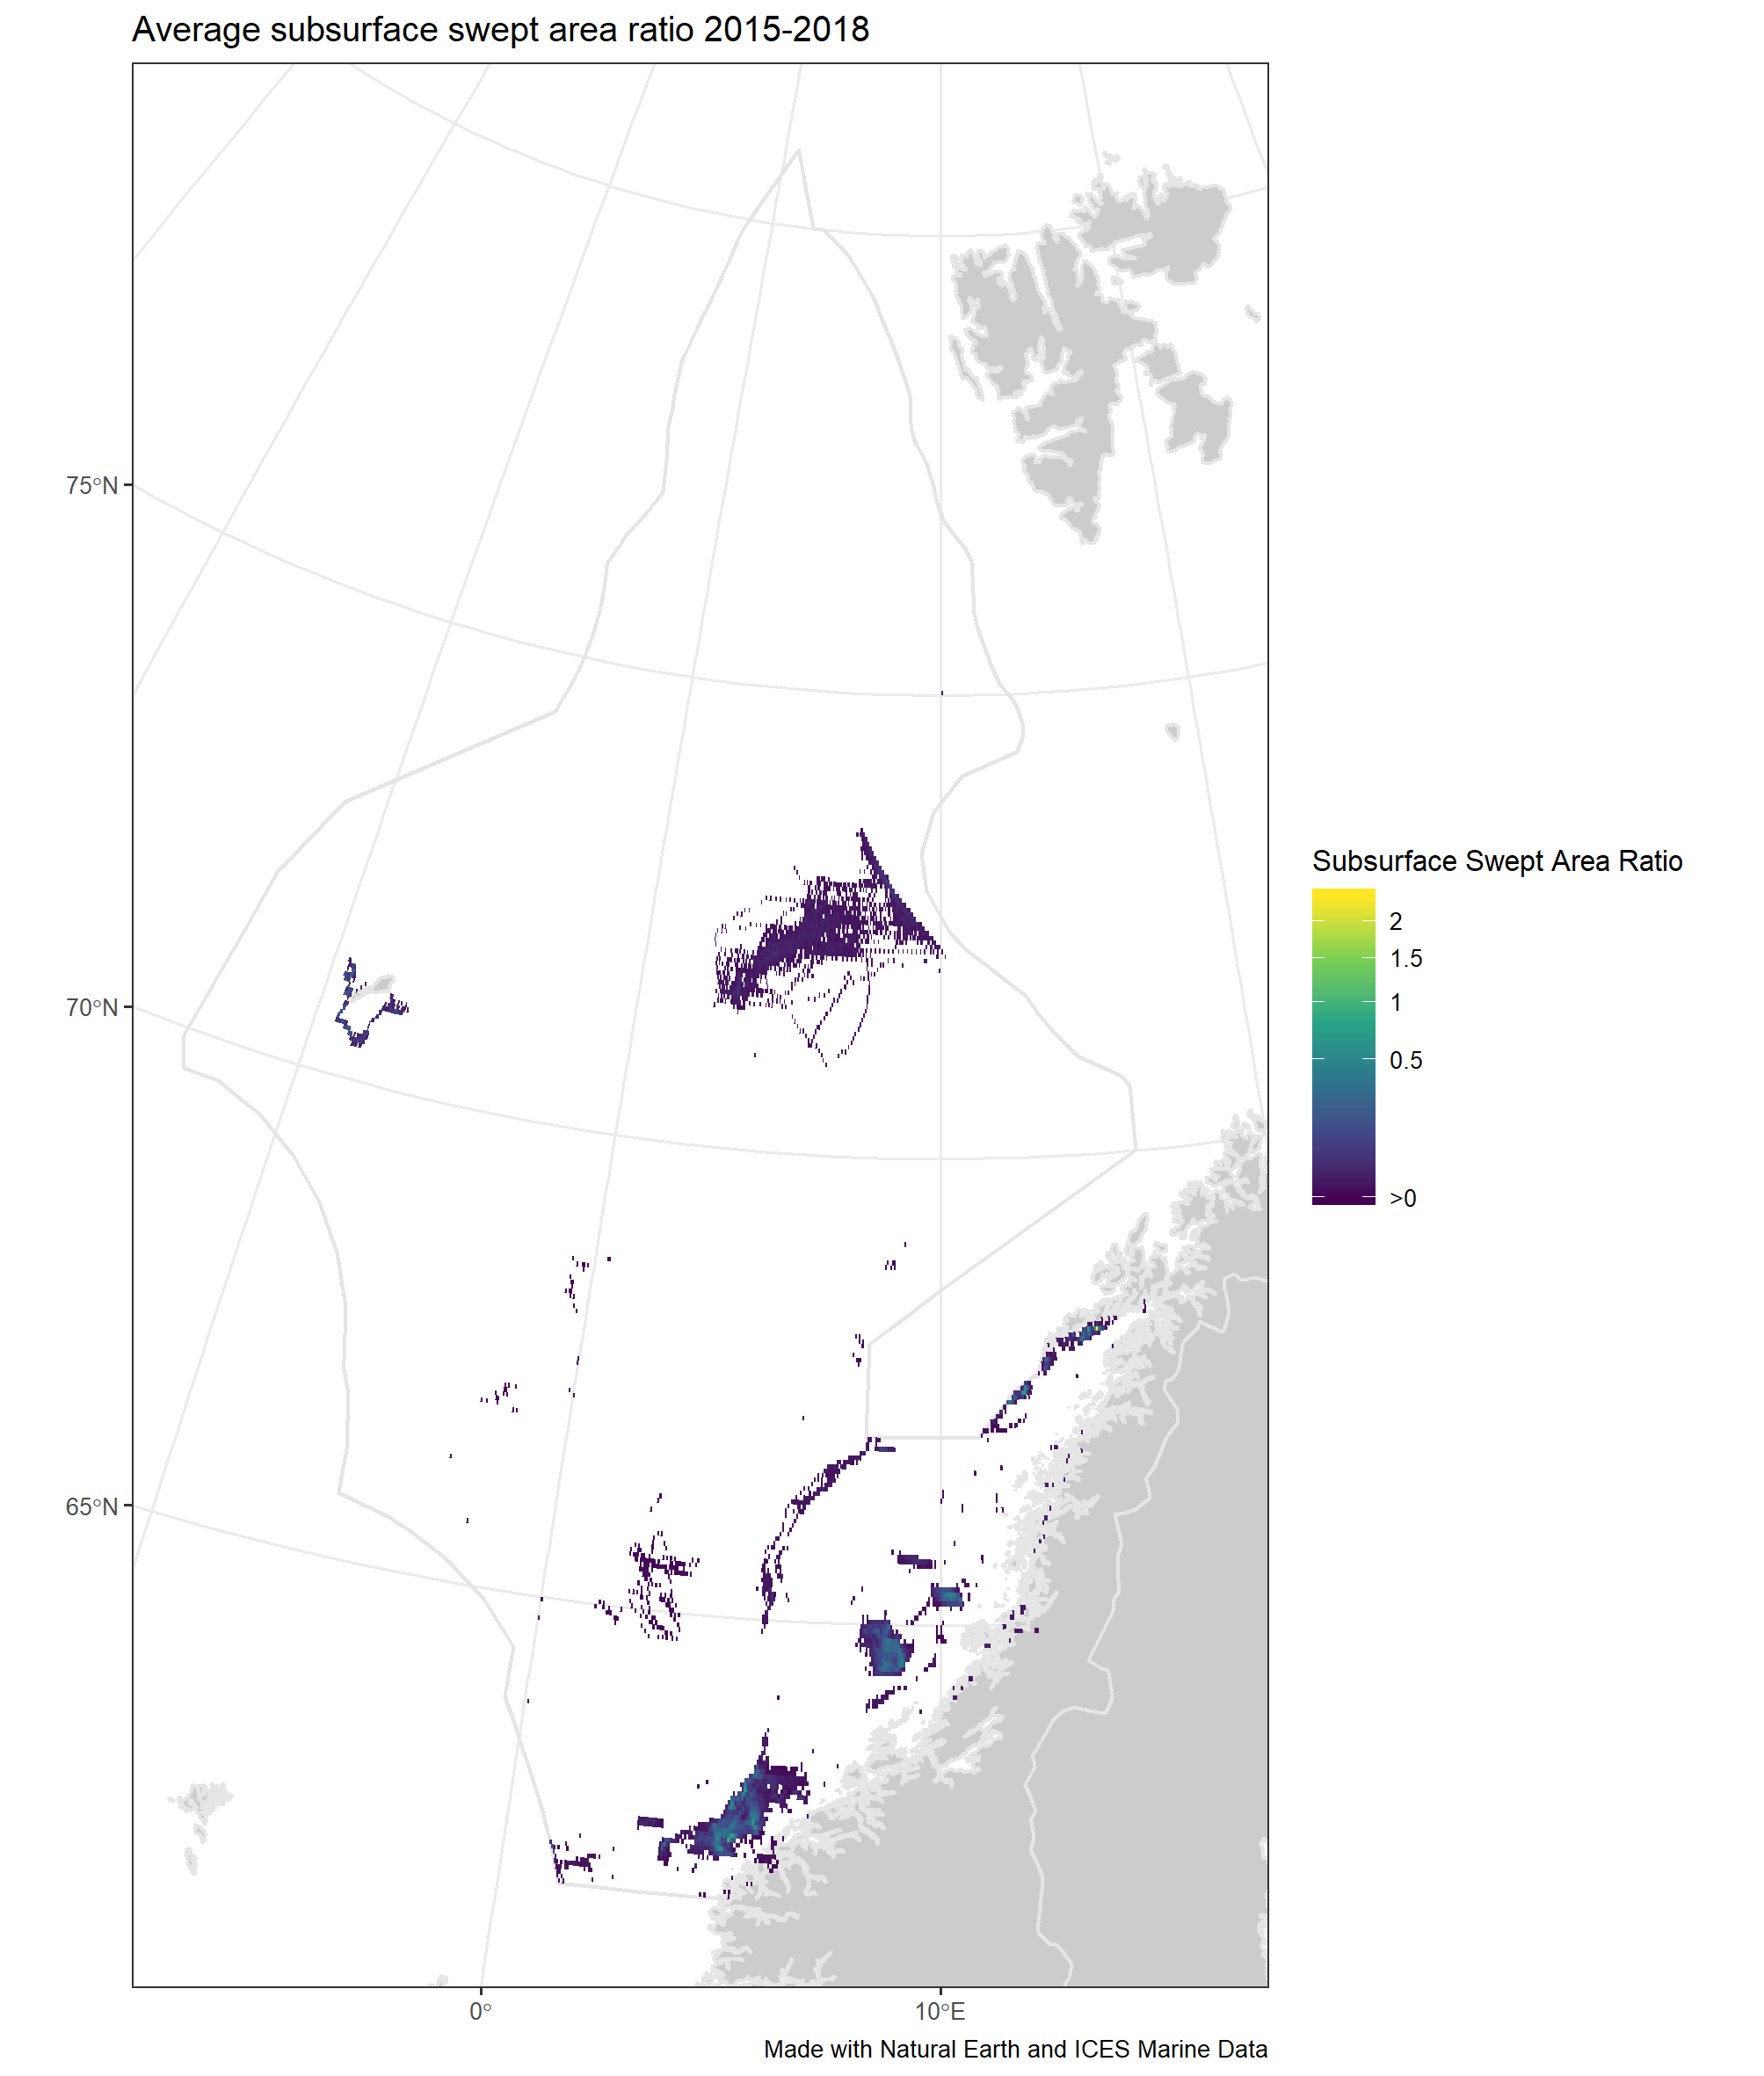 Average subsurface swept area ratio 2015-2018
75°N
70°N
65°N
0°
10°E
Subsurface Swept Area Ratio
2
1.5
1
0.5
>0
Made with Natural Earth and ICES Marine Data